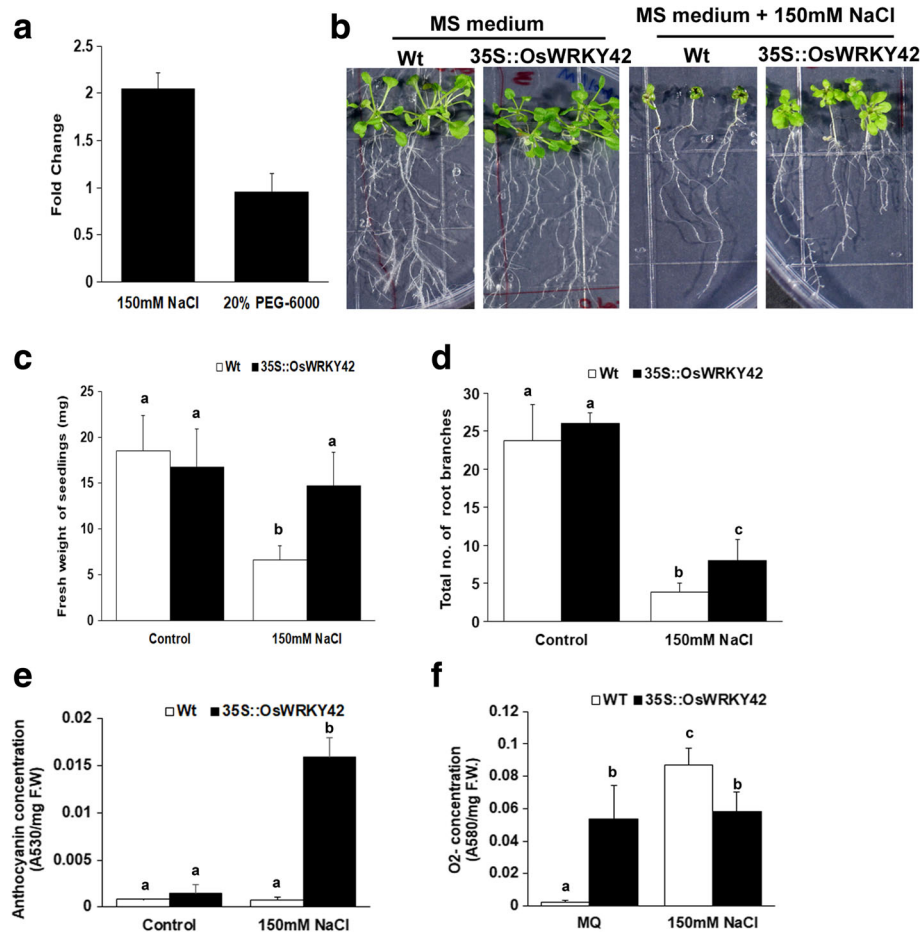 a
Fold Change
2.5
2
1.5
1
0.5
0
150mM NaCl
20% PEG-6000
b
MS medium
MS medium + 150mM NaCl
Wt
35S::OsWRKY42
Wt
35S::OsWRKY42
c
Wt 35S::OsWRKY42
Fresh weight of seedlings (mg)
25
20
15
10
5
0
a
a
b
a
Control
150mM NaCl
d
Wt 35S::OsWRKY42
Total no. of root branches
30
25
20
15
10
5
0
a
a
b
c
Control
150mM NaCl
e
Wt 35S::OsWRKY42
Anthocyanin concentration
(A530/mg F.W)
0.02
0.015
0.01
0.005
0
a
a
a
b
Control
150mM NaCl
f
WT 35S::OsWRKY42
O2- concentration
(A580/mg F.W.)
0.12
0.1
0.08
0.06
0.04
0.02
0
a
b
c
b
MQ
150mM NaCl